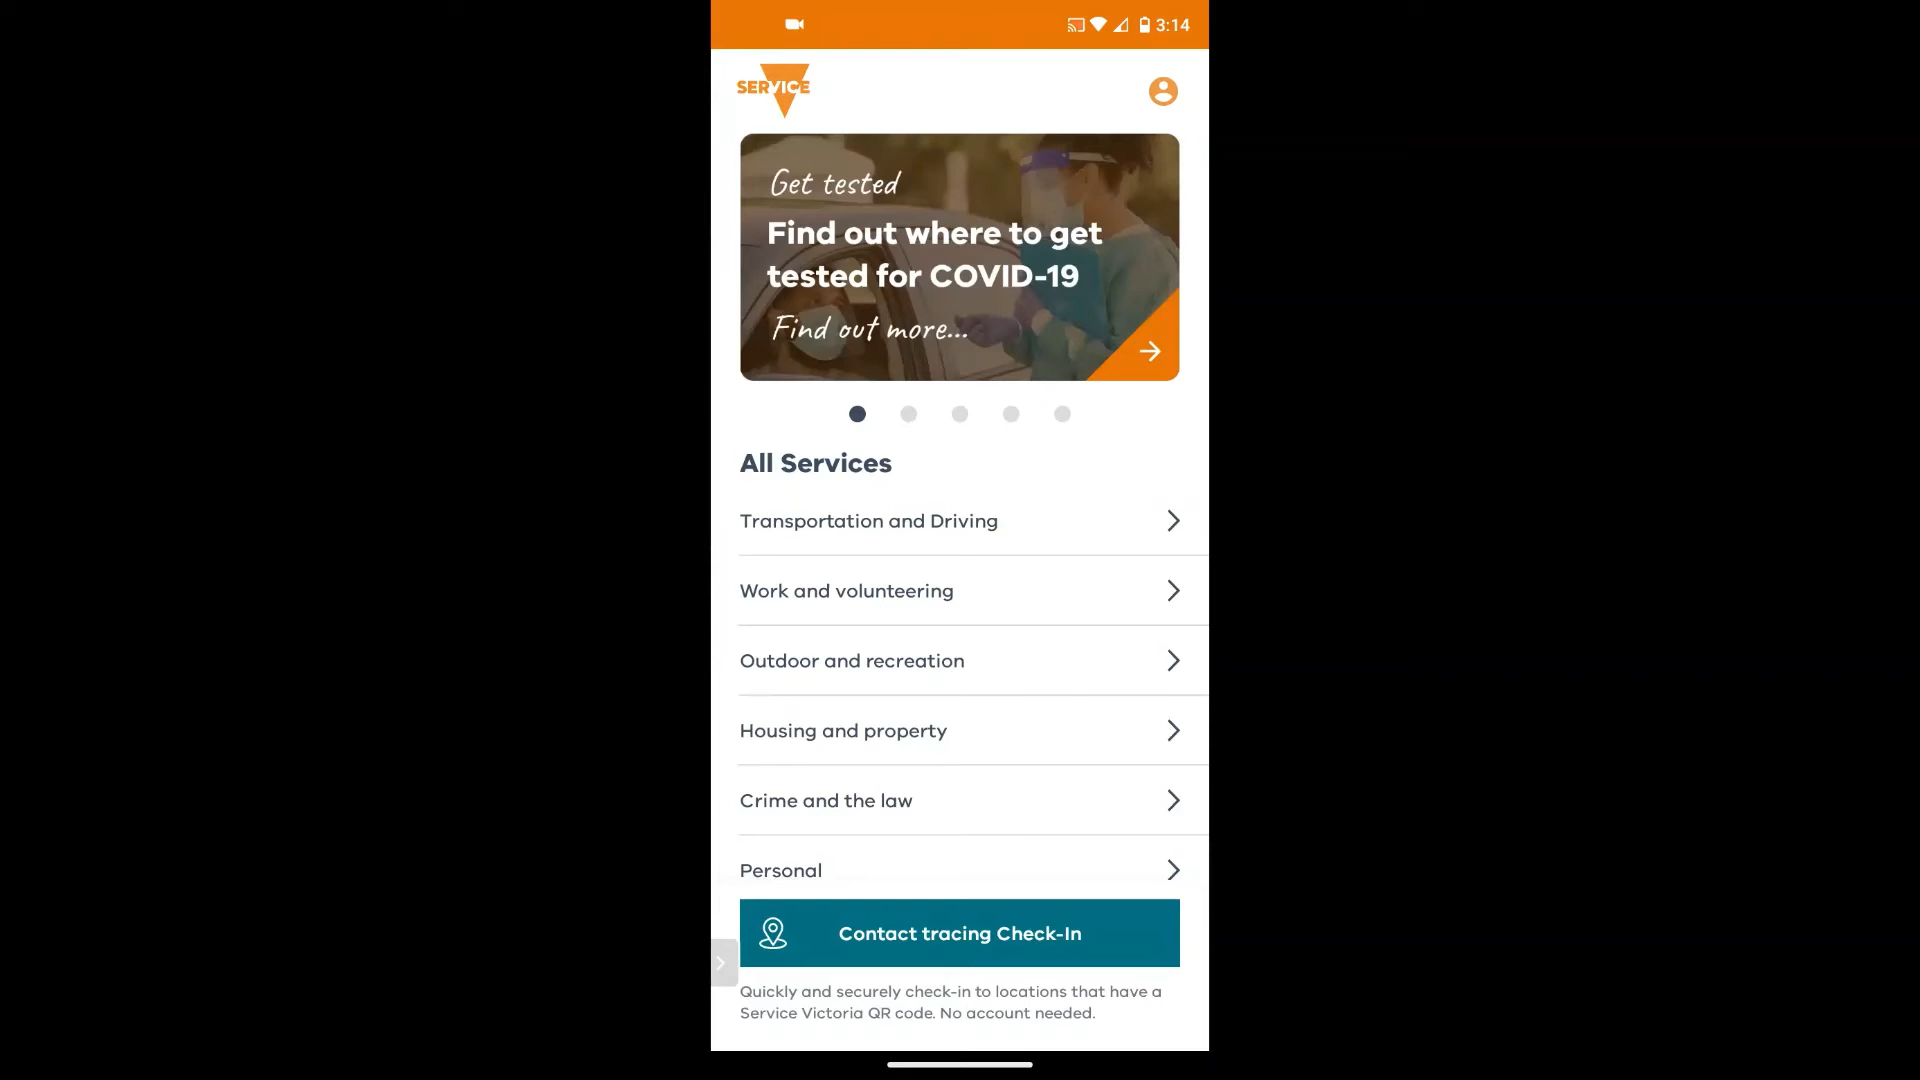 3:14
SERVICE
Get tested
Find out where to get
tested for COVID-19
Find out more...
All Services
Transportation and Driving
Work and volunteering
Outdoor and recreation
Housing and property
Crime and the law
Personal
Contact tracing Check-In
Quickly and securely check-in to locations that have a
Service Victoria QR code. No account needed.